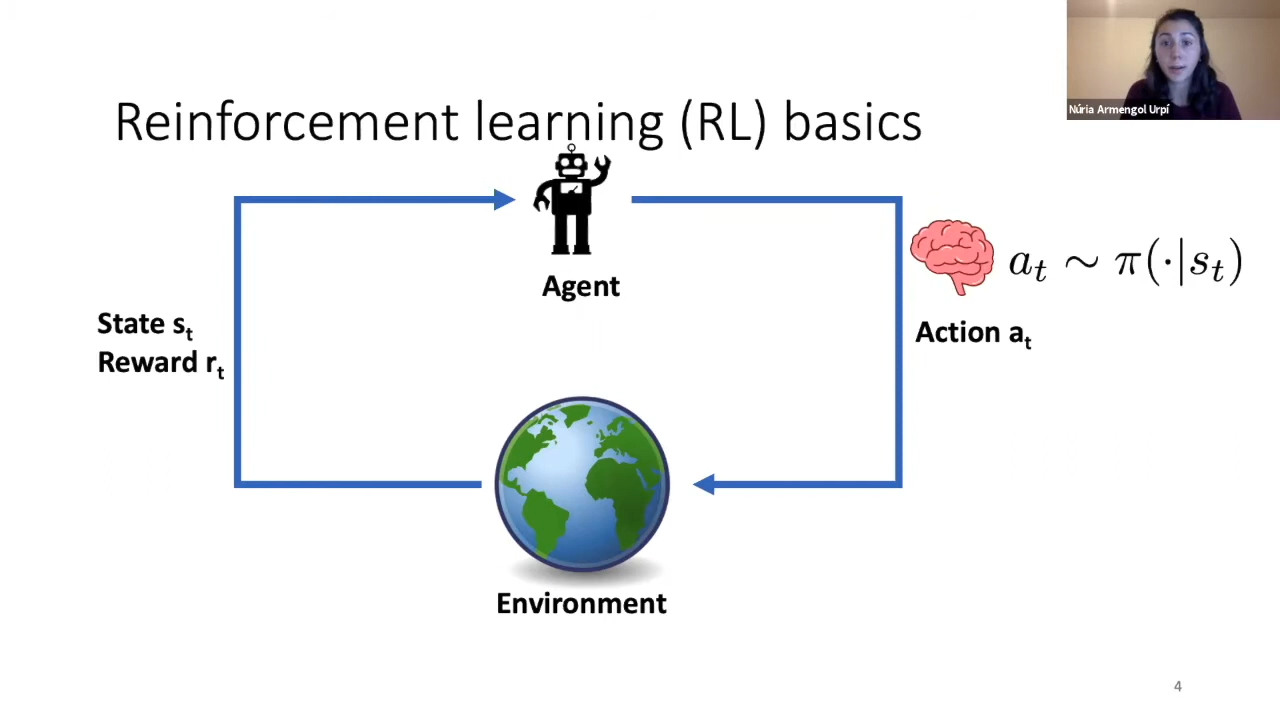 Núria Armengol Urpí
Reinforcement learning (RL) basics
Agent
a_t ∼ π(·|s_t)
Action a_t
State s_t
Reward r_t
Environment
4